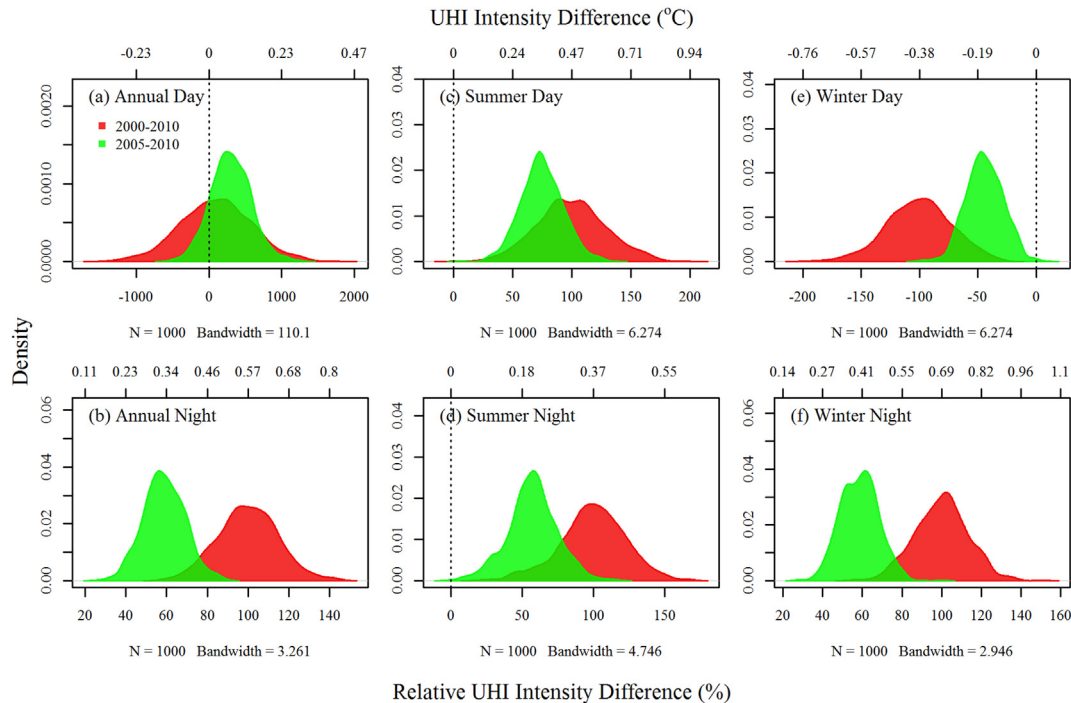 UHI Intensity Difference (°C)
-0.23 0 0.23 0.47
0 0.24 0.47 0.71 0.94
-0.76 -0.57 -0.38 -0.19 0
(a) Annual Day
2000-2010
2005-2010
0.0000 0.0010 0.0020
-1000 0 1000 2000
N = 1000 Bandwidth = 110.1
(c) Summer Day
0.00 0.01 0.02 0.03 0.04
0 50 100 150 200
N = 1000 Bandwidth = 6.274
(e) Winter Day
0.00 0.01 0.02 0.03 0.04
-200 -150 -100 -50 0
N = 1000 Bandwidth = 6.274
Density
0.11 0.23 0.34 0.46 0.57 0.68 0.8
0 0.18 0.37 0.55
0.14 0.27 0.41 0.55 0.69 0.82 0.96 1.1
(b) Annual Night
0.00 0.02 0.04 0.06
20 40 60 80 100 120 140
N = 1000 Bandwidth = 3.261
(d) Summer Night
0.00 0.01 0.02 0.03 0.04
0 50 100 150
N = 1000 Bandwidth = 4.746
(f) Winter Night
0.00 0.02 0.04 0.06
20 40 60 80 100 120 140 160
N = 1000 Bandwidth = 2.946
Relative UHI Intensity Difference (%)